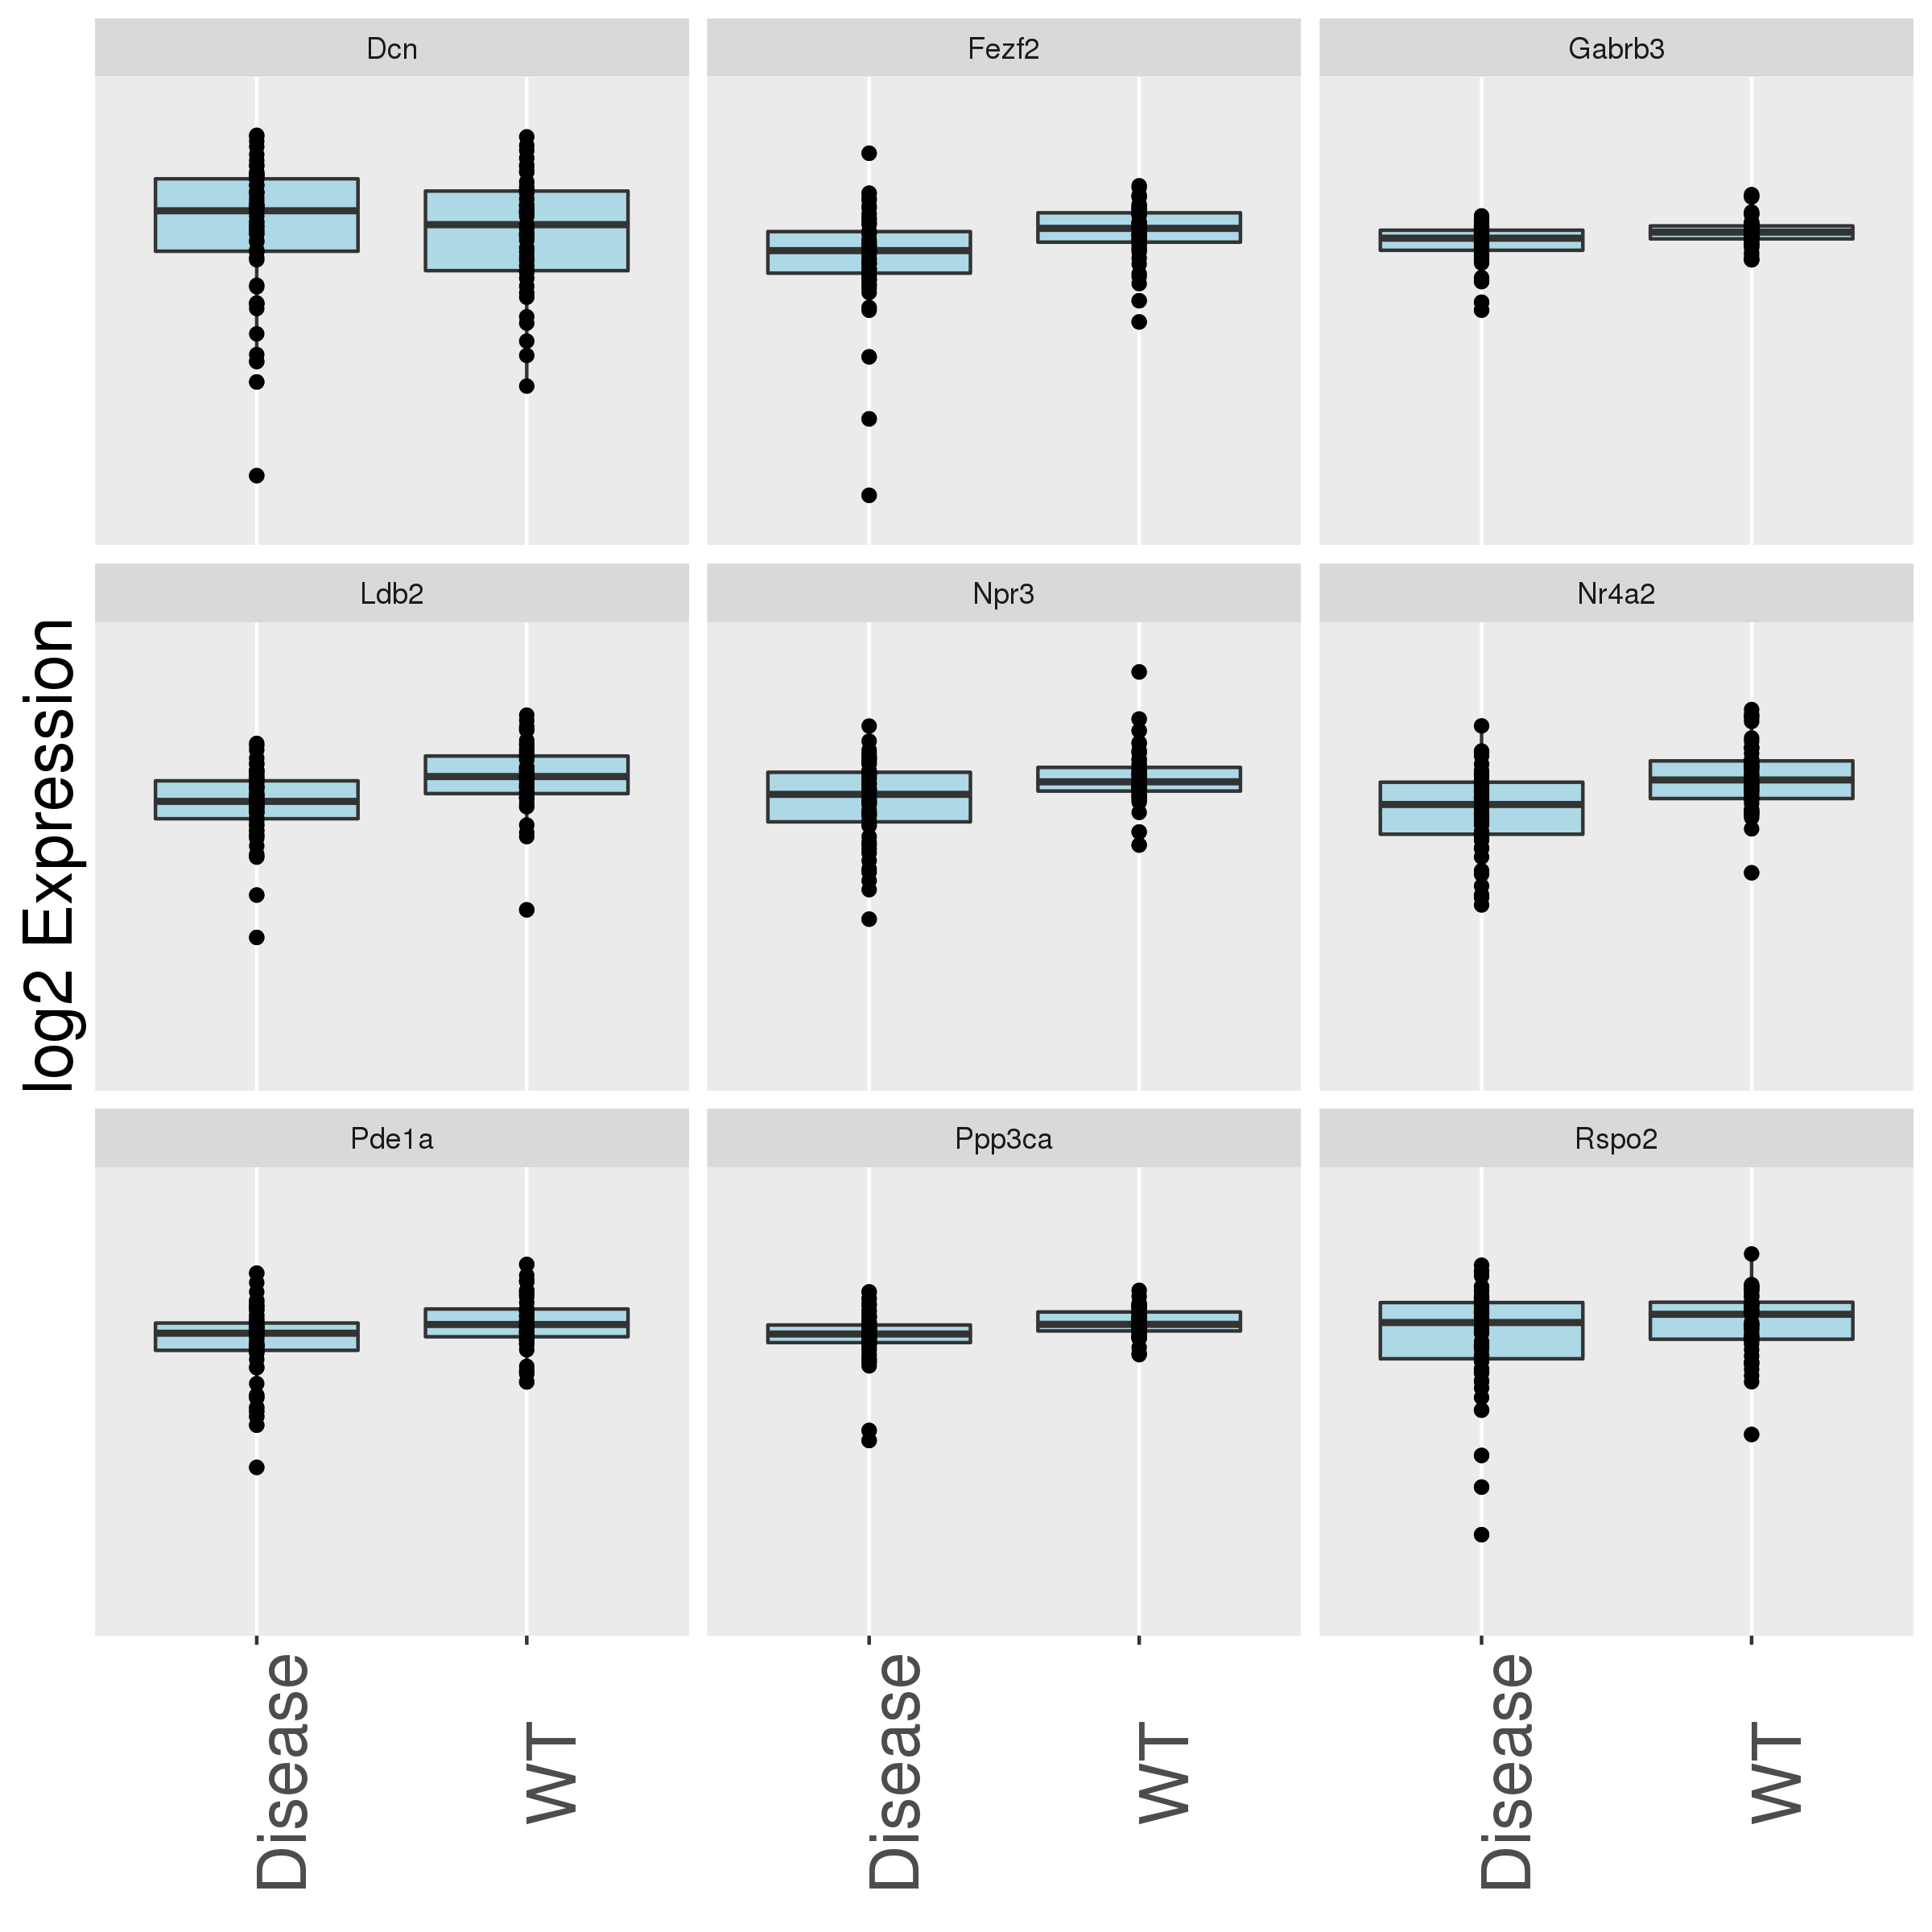 Dcn
Fezf2
Gabrb3
Ldb2
Npr3
Nr4a2
log2 Expression
Pde1a
Ppp3ca
Rspo2
Disease
WT
Disease
WT
Disease
WT